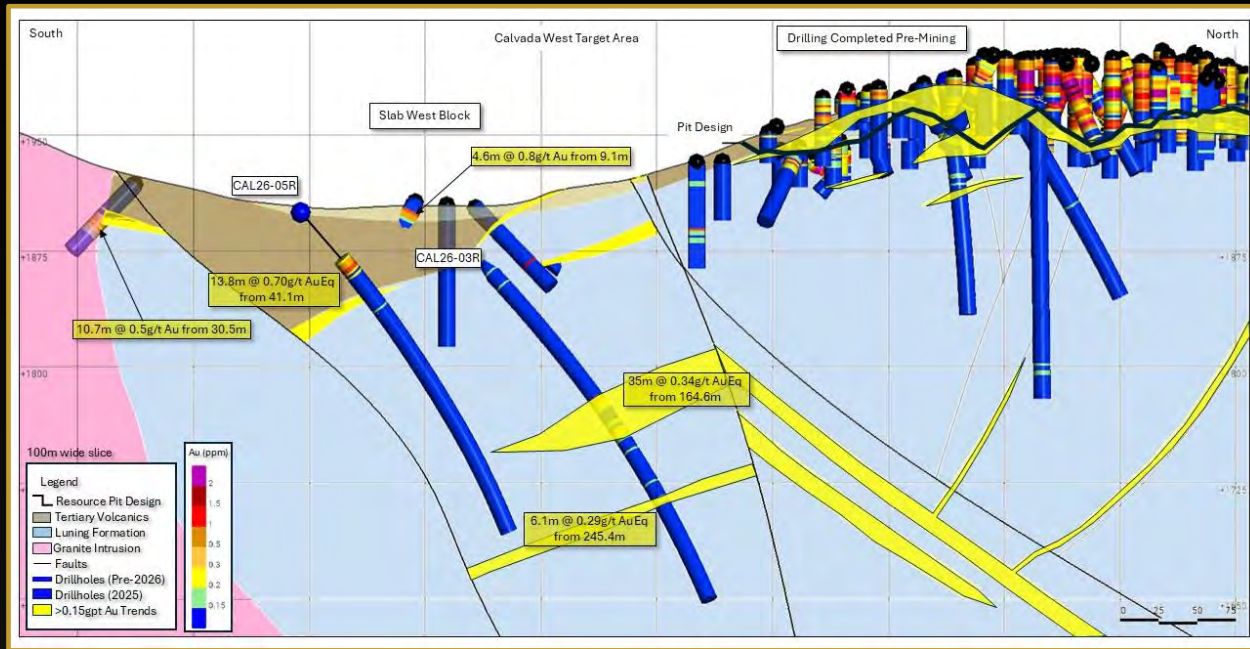 South
Calvada West Target Area
Drilling Completed Pre-Mining
North
Slab West Block
Pit Design
+1950
4.6m @ 0.8g/t Au from 9.1m
CAL26-05R
CAL26-03R
+1875
+1875
13.8m @ 0.70g/t AuEq
from 41.1m
10.7m @ 0.5g/t Au from 30.5m
+1800
+1800
35m @ 0.34g/t AuEq
from 164.6m
100m wide slice
Au (ppm)
2
1.5
1
0.5
0.3
0.2
0.15
Legend
Resource Pit Design
Tertiary Volcanics
Luning Formation
Granite Intrusion
Faults
Drillholes (Pre-2026)
Drillholes (2025)
>0.15gpt Au Trends
+1725
6.1m @ 0.29g/t AuEq
from 245.4m
0 25 50 75